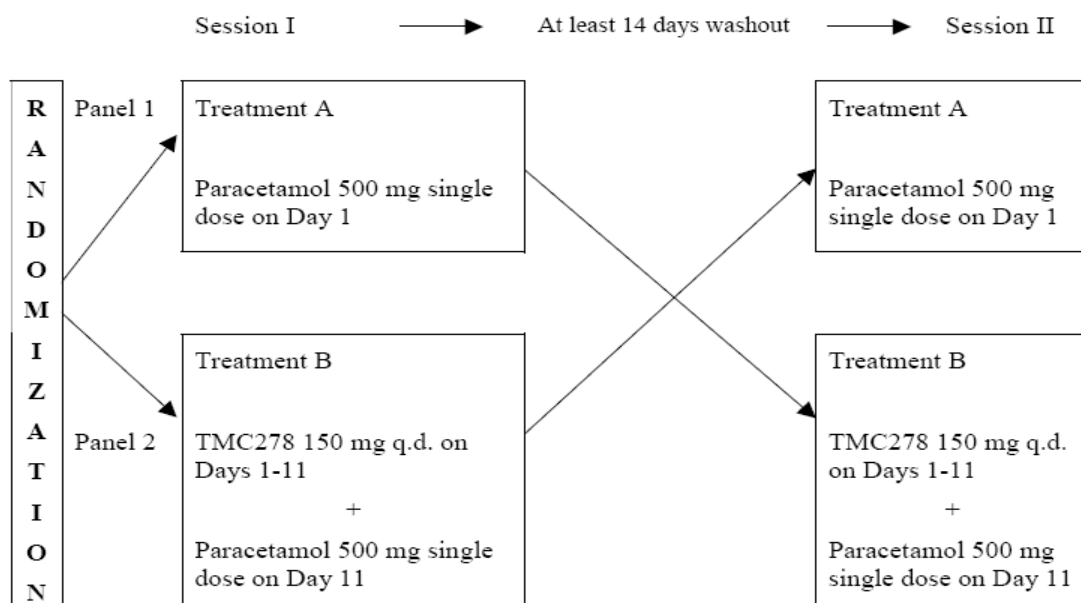 Session I
At least 14 days washout
Session II
R
A
N
D
O
M
I
Z
A
T
I
O
N
Panel 1
Treatment A
Paracetamol 500 mg single
dose on Day 1
Treatment A
Paracetamol 500 mg
single dose on Day 1
Panel 2
Treatment B
TMC278 150 mg q.d. on
Days 1-11
+
Paracetamol 500 mg single
dose on Day 11
Treatment B
TMC278 150 mg q.d.
on Days 1-11
+
Paracetamol 500 mg
single dose on Day 11